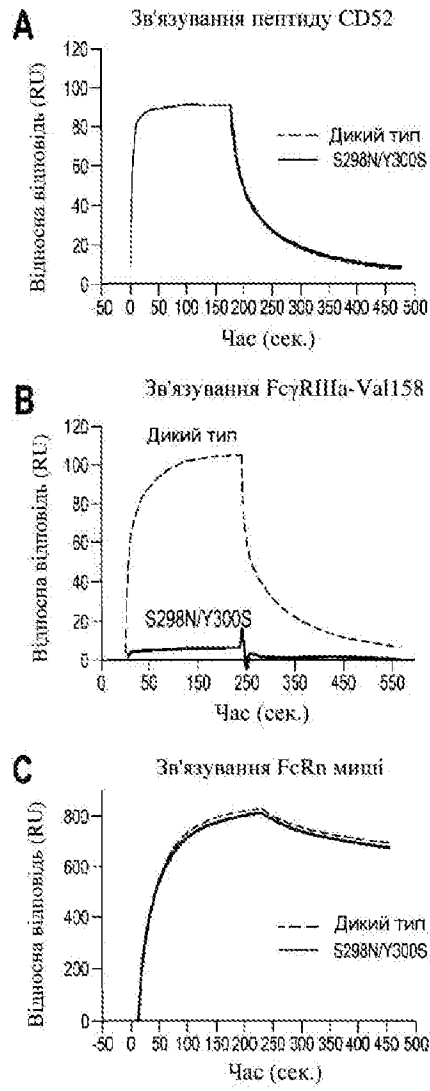 A
Зв'язування пептиду CD52
Відносна відповідь (RU)
120
100
80
60
40
20
0
Дикий тип
S298N/Y300S
-50 0 50 100 150 200 250 300 350 400 450 500
Час (сек.)
B
Зв'язування FcγRIIIa-Val158
Відносна відповідь (RU)
120
100
80
60
40
20
0
Дикий тип
S298N/Y300S
0 50 150 250 350 450 550
Час (сек.)
C
Зв'язування FcRn миші
Відносна відповідь (RU)
800
600
400
200
0
Дикий тип
S298N/Y300S
-50 0 50 100 150 200 250 300 350 400 450 500
Час (сек.)